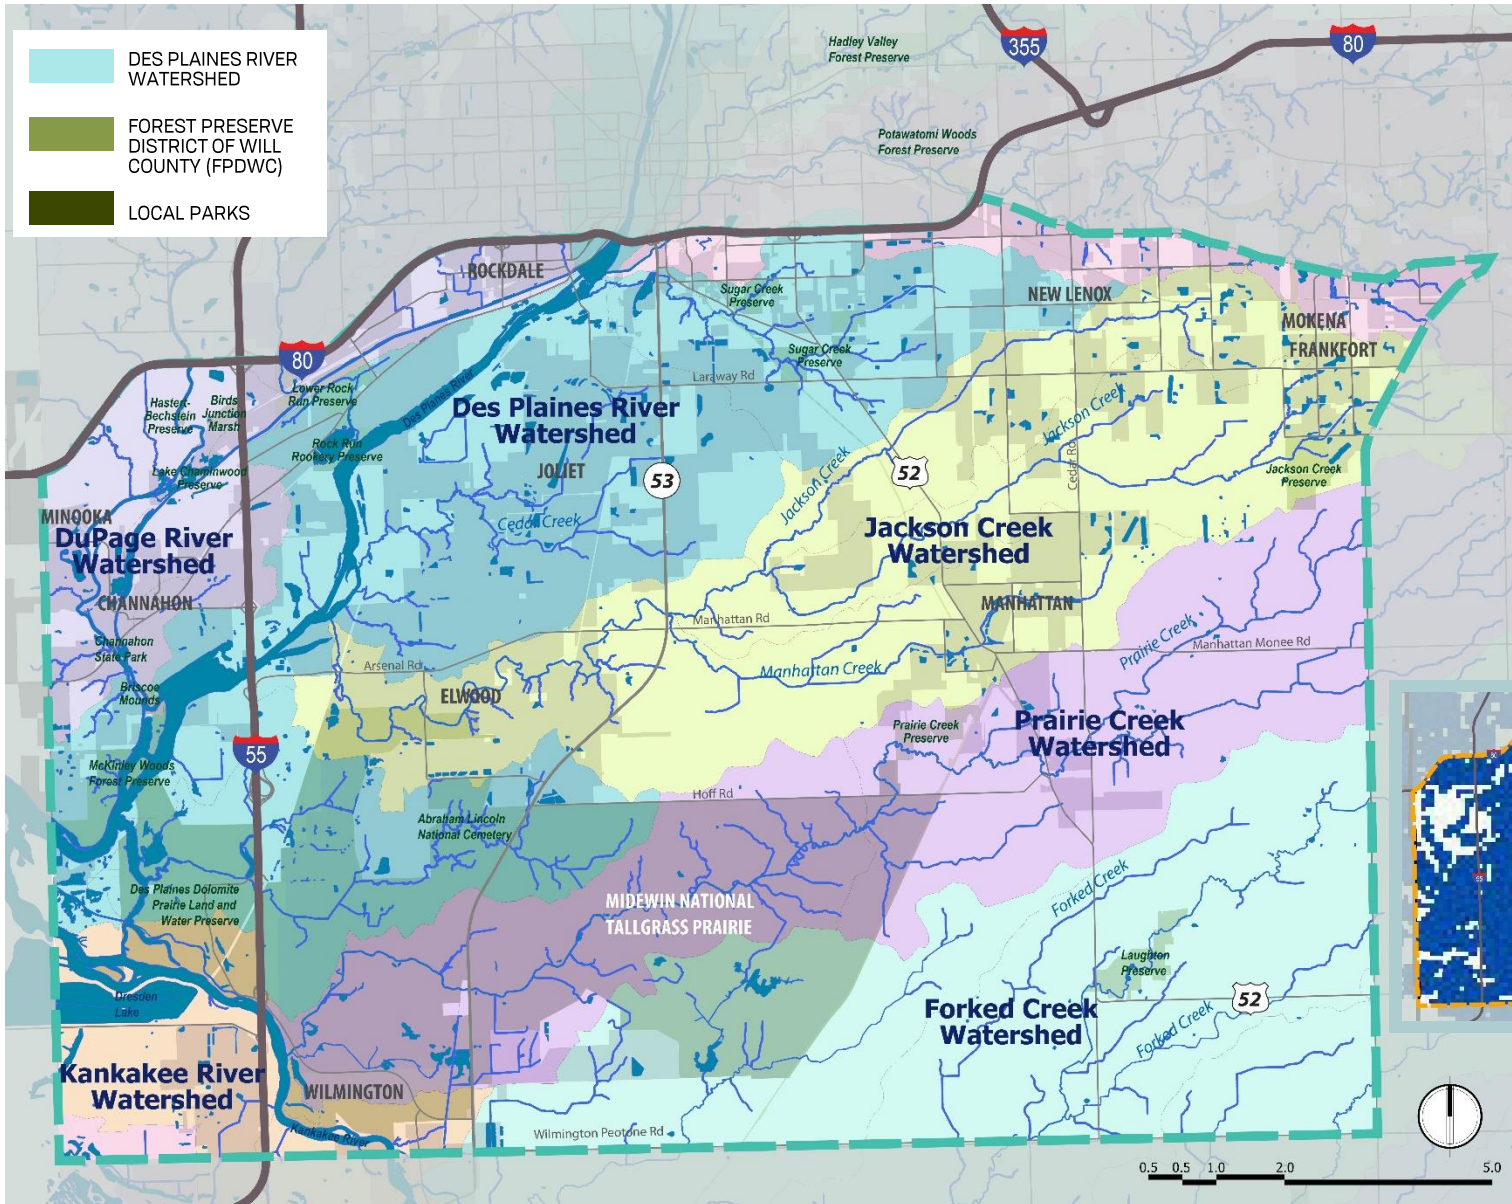 DES PLAINES RIVER
WATERSHED
FOREST PRESERVE
DISTRICT OF WILL
COUNTY (FPDWC)
LOCAL PARKS
Hadley Valley
Forest Preserve
355
80
Potawatomi Woods
Forest Preserve
ROCKDALE
Sugar Creek
Preserve
NEW LENOX
MOKENA
FRANKFORT
80
Sugar Creek
Preserve
Laraway Rd
Lower Rock
Run Preserve
Hastert-
Bechstein
Preserve
Birds
Junction
Marsh
Des Plaines River
Des Plaines River
Watershed
Jackson Creek
Rock Run
Rookery Preserve
JOLIET
53
52
Cedar Rd
Jackson Creek
Jackson Creek
Preserve
Lake Chaminwood
Preserve
MINOOKA
DuPage River
Watershed
Cedar Creek
Jackson Creek
Watershed
CHANNAHON
MANHATTAN
Manhattan Rd
Channahon
State Park
Arsenal Rd
Manhattan Creek
Prairie Creek
Manhattan Monee Rd
Briscoe
Mounds
ELWOOD
Prairie Creek
Preserve
Prairie Creek
Watershed
55
McKinley Woods
Forest Preserve
Hoff Rd
Abraham Lincoln
National Cemetery
Des Plaines Dolomite
Prairie Land and
Water Preserve
MIDEWIN NATIONAL
TALLGRASS PRAIRIE
Forked Creek
Laughton
Preserve
Dresden
Lake
Forked Creek
Watershed
52
Forked Creek
Kankakee River
Watershed
WILMINGTON
Kankakee River
Wilmington Peotone Rd
0.5 0.5 1.0 2.0 5.0